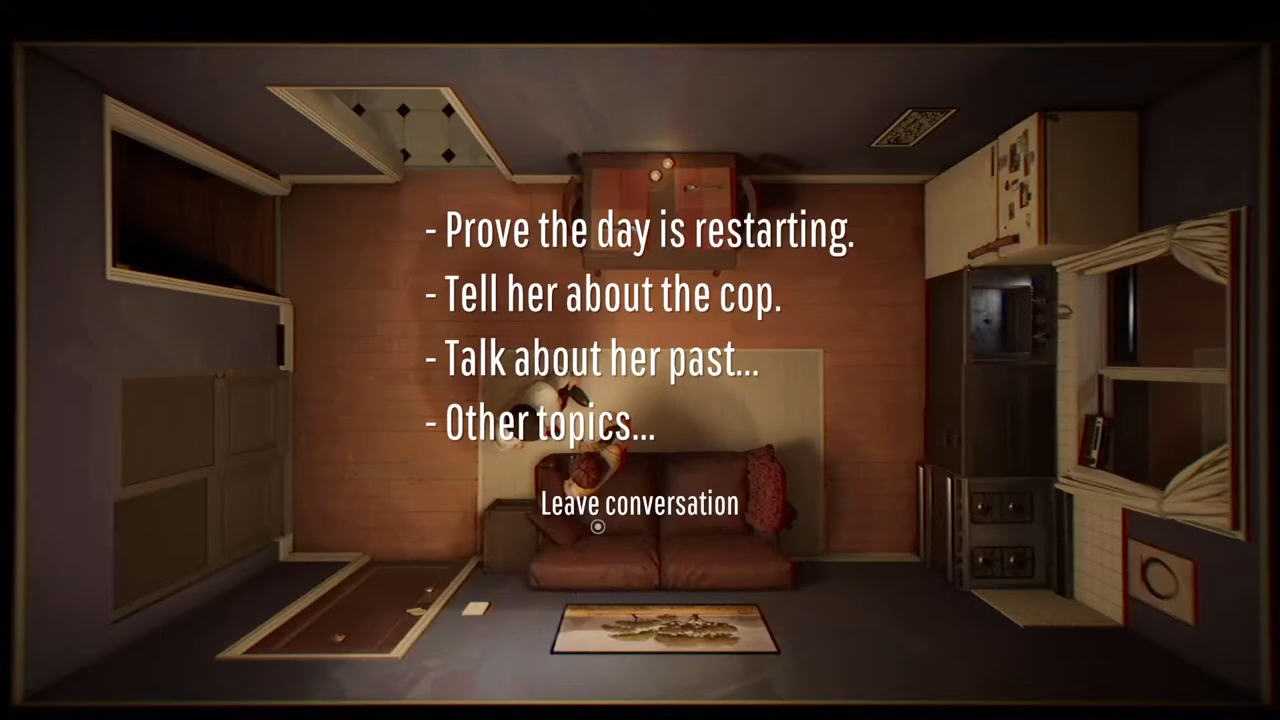 - Prove the day is restarting.
- Tell her about the cop.
- Talk about her past...
- Other topics...
Leave conversation